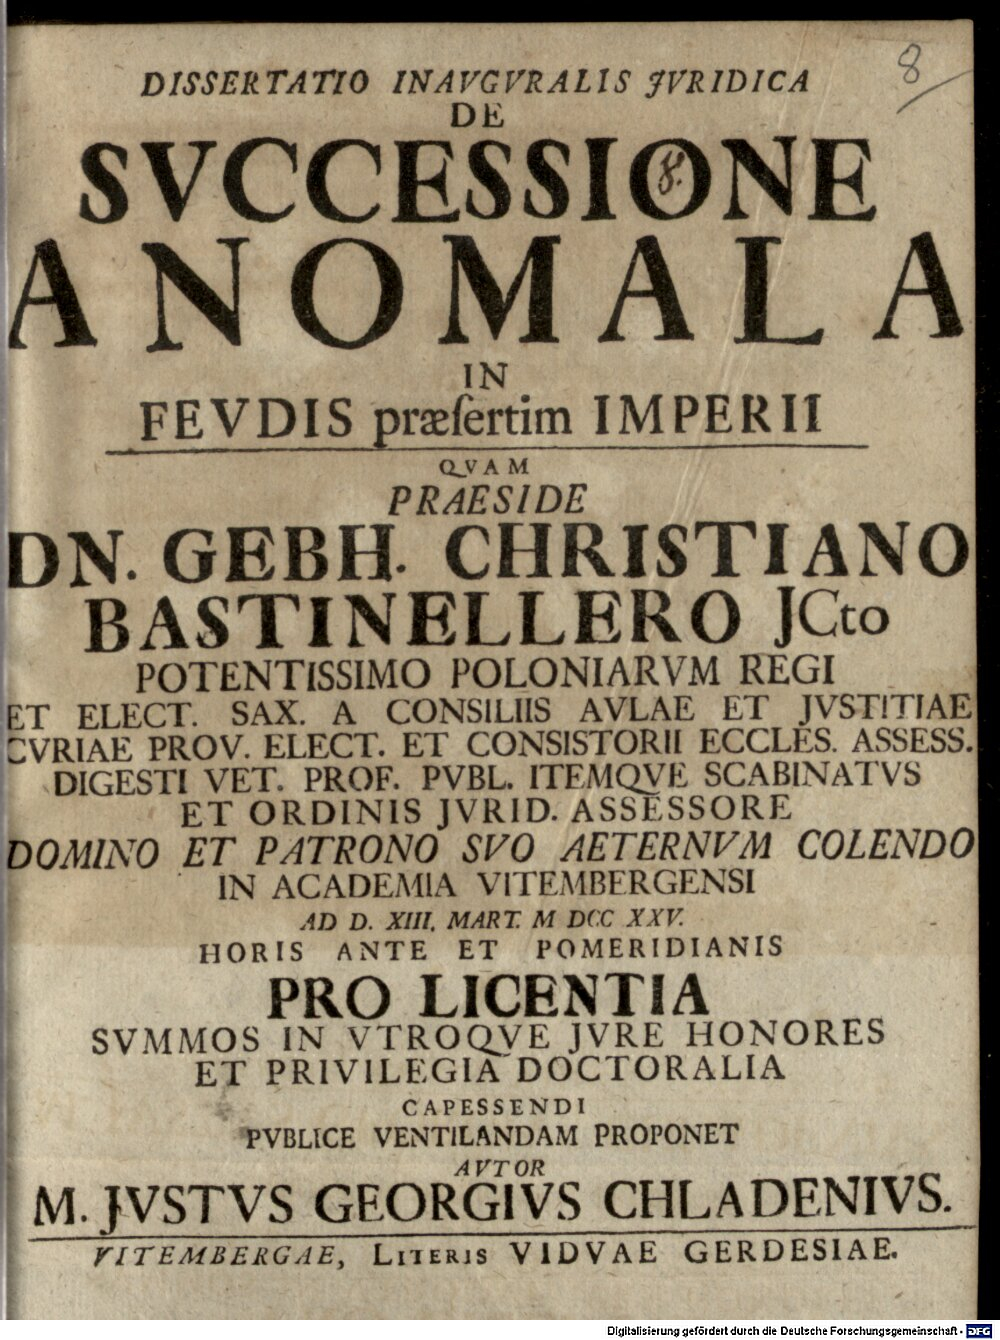 8
DISSERTATIO INAVGVRALIS JVRIDICA
DE
SVCCESSIONE
8.
ANOMALA
IN
FEVDIS præſertim IMPERII
QVAM
PRAESIDE
DN. GEBH. CHRISTIANO
BASTINELLERO JCto
POTENTISSIMO POLONIARVM REGI
ET ELECT. SAX. A CONSILIIS AVLAE ET JVSTITIAE
CVRIAE PROV. ELECT. ET CONSISTORII ECCLES. ASSESS.
DIGESTI VET. PROF. PVBL. ITEMQVE SCABINATVS
ET ORDINIS JVRID. ASSESSORE
DOMINO ET PATRONO SVO AETERNVM COLENDO
IN ACADEMIA VITEMBERGENSI
AD D. XIII. MART. M DCC XXV.
HORIS ANTE ET POMERIDIANIS
PRO LICENTIA
SVMMOS IN VTROQVE JVRE HONORES
ET PRIVILEGIA DOCTORALIA
CAPESSENDI
PVBLICE VENTILANDAM PROPONET
AVTOR
M. JVSTVS GEORGIVS CHLADENIVS.
VITEMBERGAE, LITERIS VIDVAE GERDESIAE.
Digitalisierung gefördert durch die Deutsche Forschungsgemeinschaft - DFG